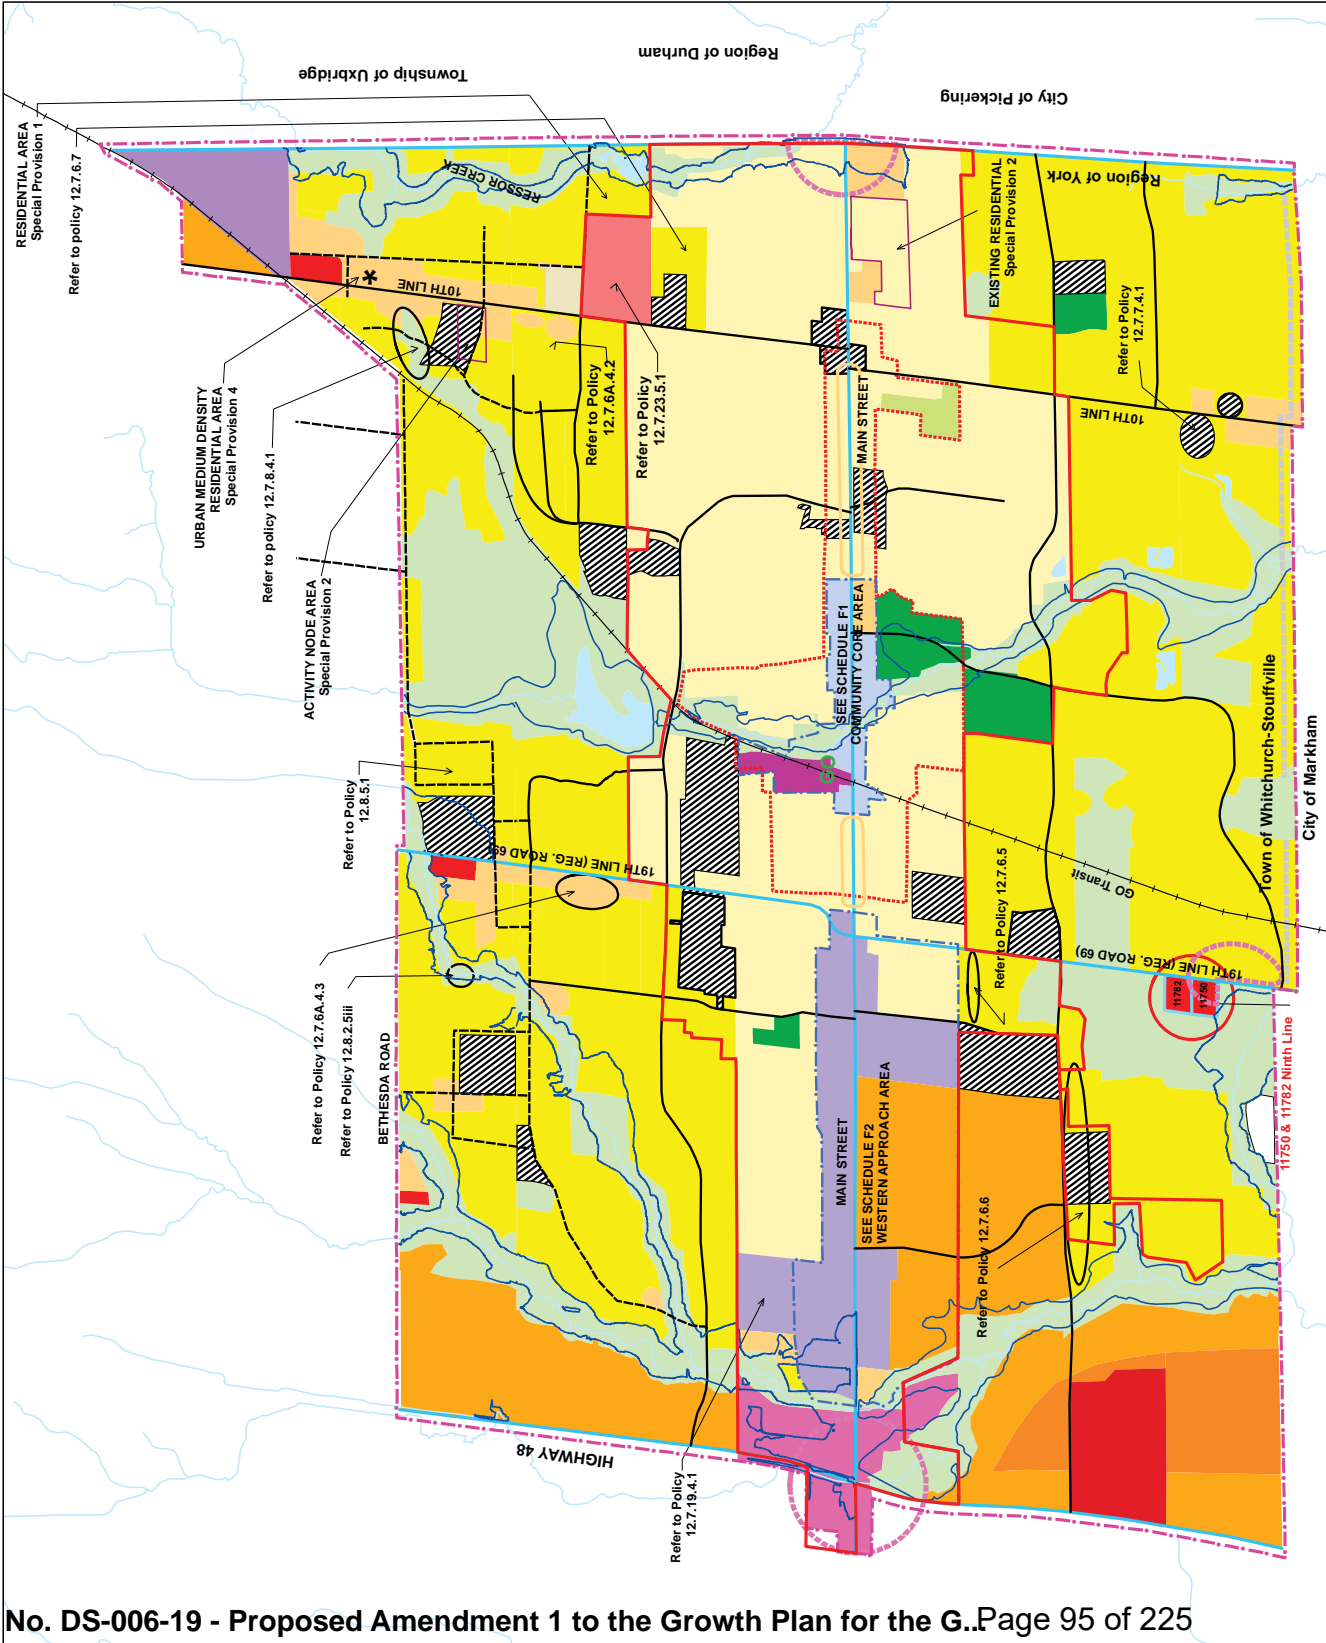 Region of Durham
Township of Uxbridge
City of Pickering
RESIDENTIAL AREA
Special Provision 1
Refer to policy 12.7.6.7
RESSOR CREEK
EXISTING RESIDENTIAL
Special Provision 2
Region of York
10TH LINE
Refer to Policy
12.7.7.4.1
URBAN MEDIUM DENSITY
RESIDENTIAL AREA
Special Provision 4
*
Refer to policy 12.7.8.4.1
Refer to Policy
12.7.6A.4.2
Refer to Policy
12.7.23.5.1
MAIN STREET
10TH LINE
ACTIVITY NODE AREA
Special Provision 2
SEE SCHEDULE F1
COMMUNITY CORE AREA
GO
Town of Whitchurch-Stouffville
City of Markham
Refer to Policy
12.8.5.1
19TH LINE (REG. ROAD 69)
GO Transit
Refer to Policy 12.7.6.5
19TH LINE (REG. ROAD 69)
11782
11750
11750 & 11782 Ninth Line
Refer to Policy 12.7.6A.4.3
Refer to Policy 12.8.2.5iii
BETHESDA ROAD
MAIN STREET
SEE SCHEDULE F2
WESTERN APPROACH AREA
Refer to Policy 12.7.6.6
HIGHWAY 48
Refer to Policy
12.7.19.4.1
No. DS-006-19 - Proposed Amendment 1 to the Growth Plan for the G...
Page 95 of 225